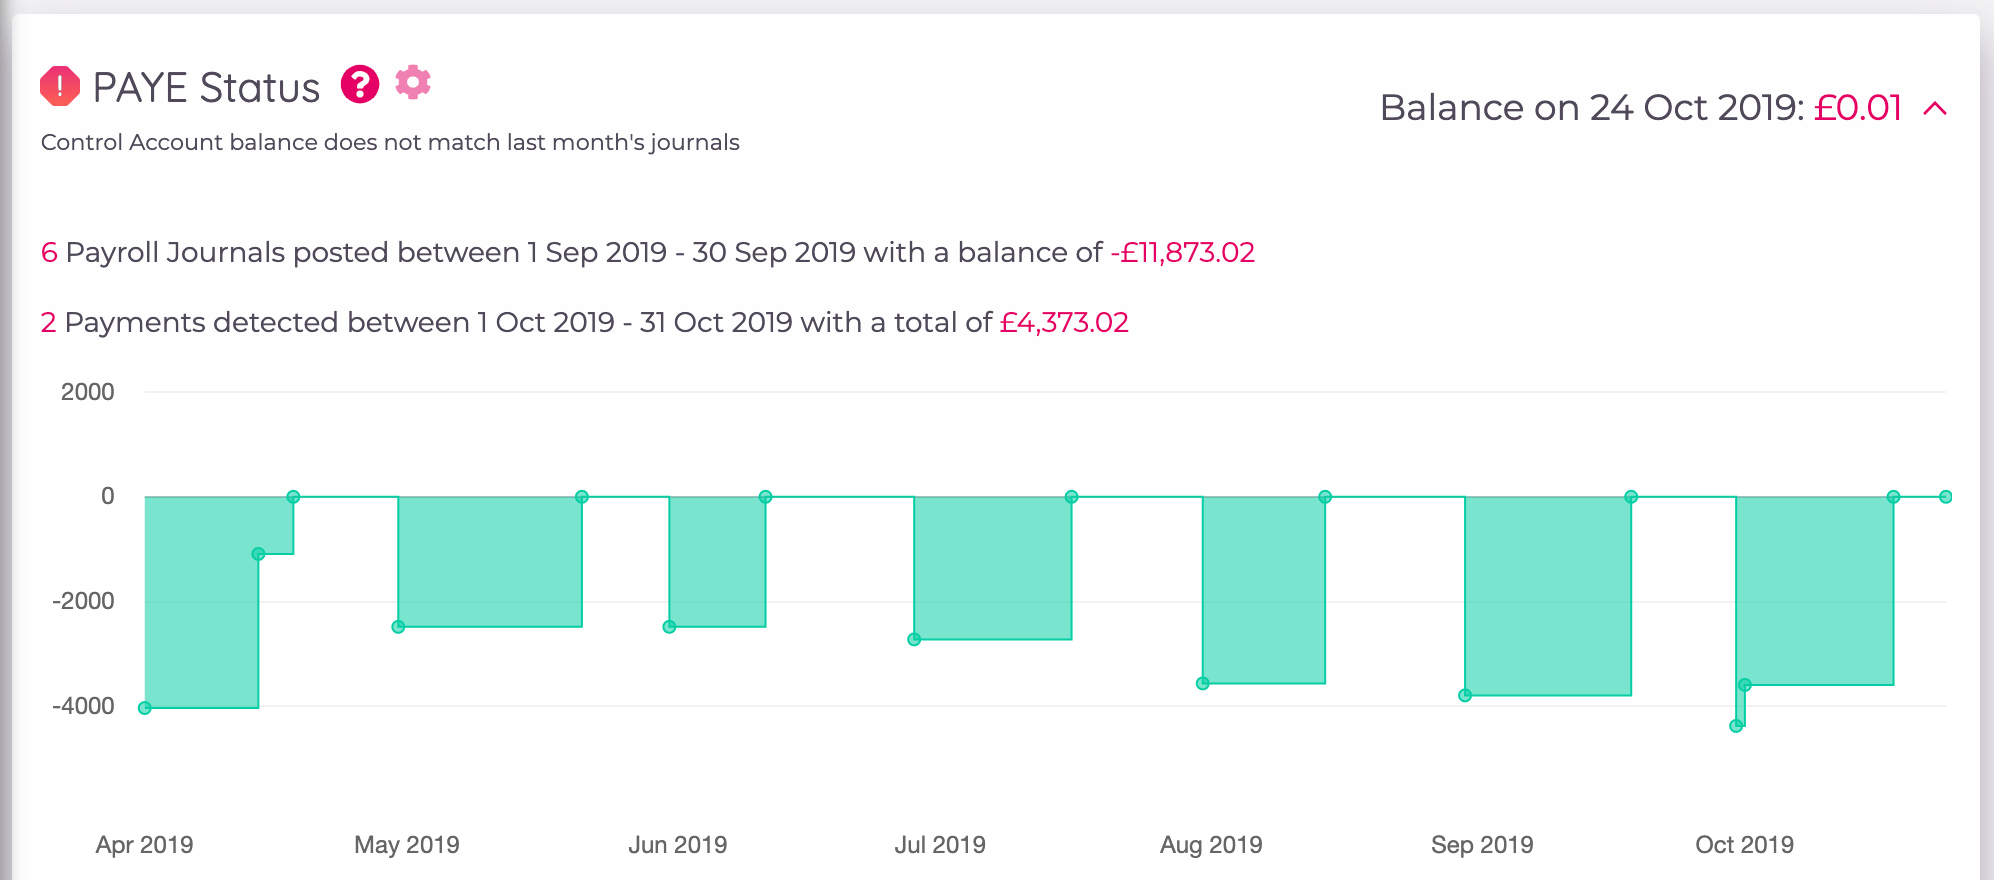 PAYE Status ?
Balance on 24 Oct 2019: £0.01
Control Account balance does not match last month's journals
6 Payroll Journals posted between 1 Sep 2019 - 30 Sep 2019 with a balance of -£11,873.02
2 Payments detected between 1 Oct 2019 - 31 Oct 2019 with a total of £4,373.02
2000
0
-2000
-4000
Apr 2019 May 2019 Jun 2019 Jul 2019 Aug 2019 Sep 2019 Oct 2019